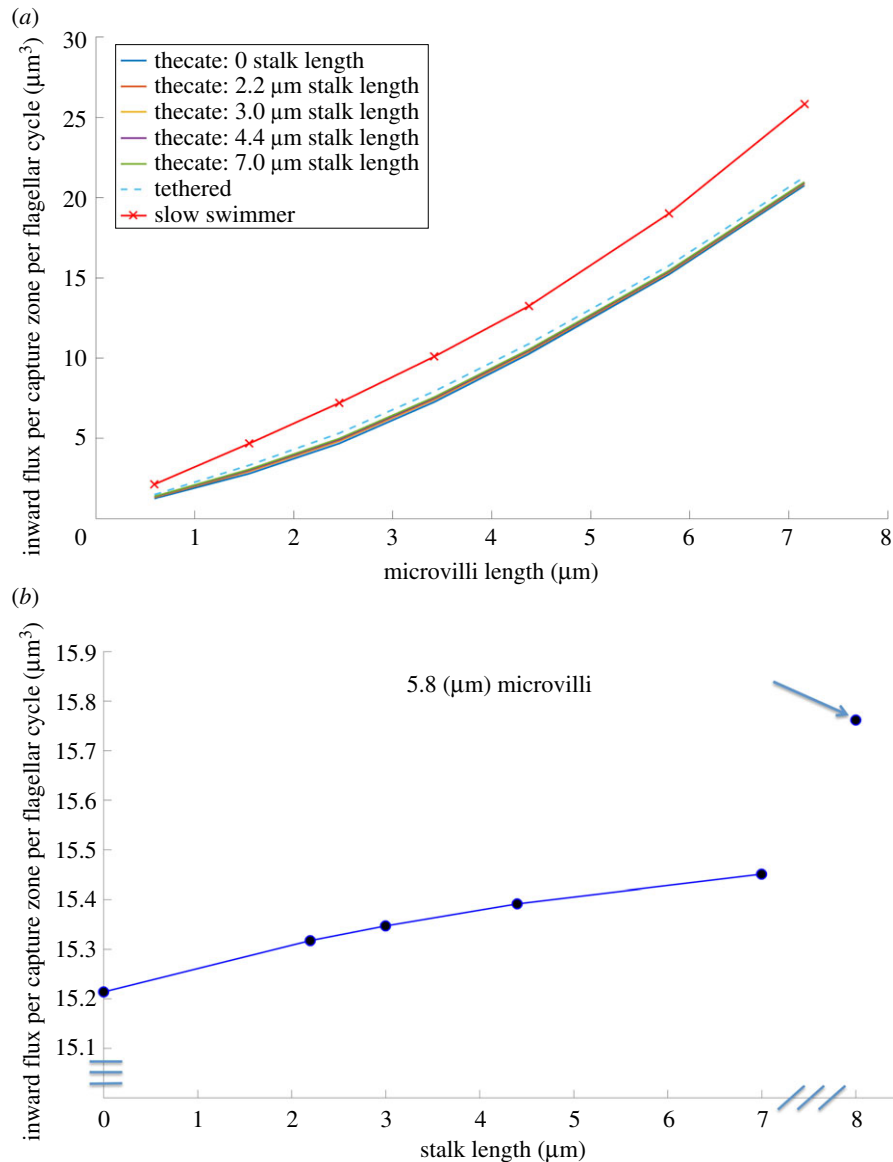 (a)
inward flux per capture zone per flagellar cycle (µm³)
30
25
20
15
10
5
0
thecate: 0 stalk length
thecate: 2.2 µm stalk length
thecate: 3.0 µm stalk length
thecate: 4.4 µm stalk length
thecate: 7.0 µm stalk length
tethered
slow swimmer
1 2 3 4 5 6 7 8
microvilli length (µm)
(b)
inward flux per capture zone per flagellar cycle (µm³)
15.9
15.8
15.7
15.6
15.5
15.4
15.3
15.2
15.1
5.8 (µm) microvilli
0 1 2 3 4 5 6 7 8
stalk length (µm)